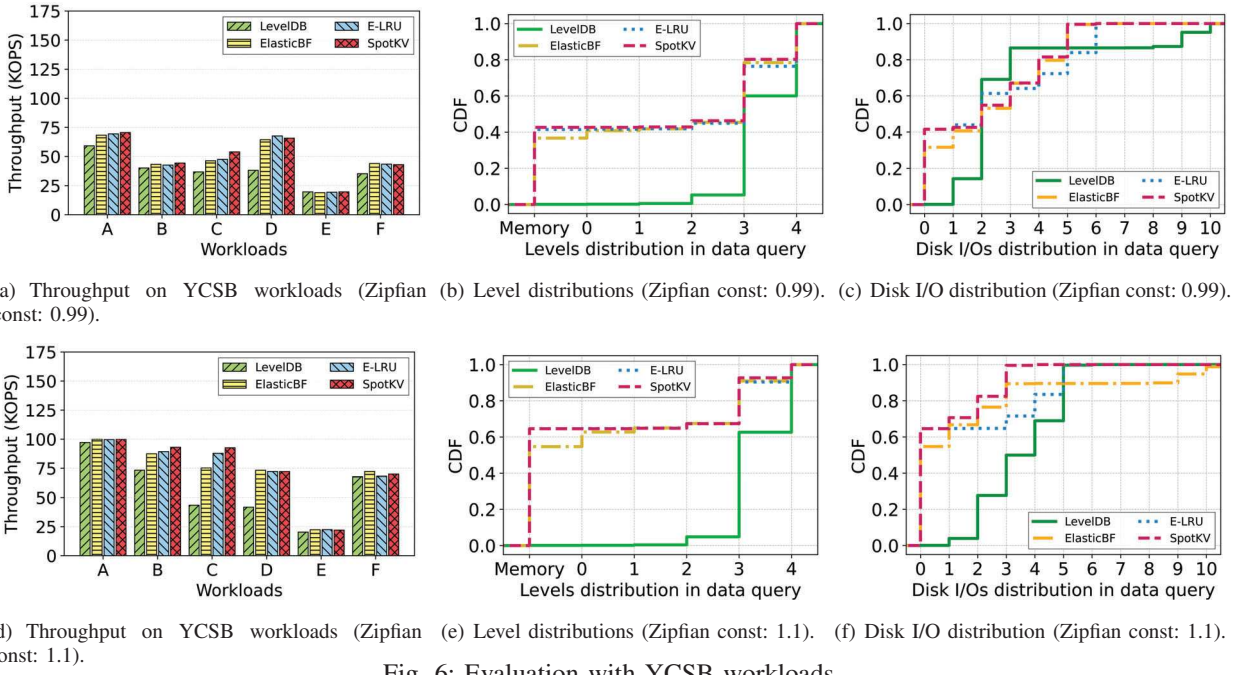 175
150
125
100
75
50
25
0
Throughput (KOPS)
LevelDB
ElasticBF
E-LRU
SpotKV
A B C D E F
Workloads
1.0
0.8
0.6
0.4
0.2
0.0
CDF
LevelDB
ElasticBF
E-LRU
SpotKV
Memory 0 1 2 3 4
Levels distribution in data query
1.0
0.8
0.6
0.4
0.2
0.0
CDF
LevelDB
ElasticBF
E-LRU
SpotKV
0 1 2 3 4 5 6 7 8 9 10
Disk I/Os distribution in data query
a) Throughput on YCSB workloads (Zipfian
const: 0.99).
(b) Level distributions (Zipfian const: 0.99).
(c) Disk I/O distribution (Zipfian const: 0.99).
175
150
125
100
75
50
25
0
Throughput (KOPS)
LevelDB
ElasticBF
E-LRU
SpotKV
A B C D E F
Workloads
1.0
0.8
0.6
0.4
0.2
0.0
CDF
LevelDB
ElasticBF
E-LRU
SpotKV
Memory 0 1 2 3 4
Levels distribution in data query
1.0
0.8
0.6
0.4
0.2
0.0
CDF
LevelDB
ElasticBF
E-LRU
SpotKV
0 1 2 3 4 5 6 7 8 9 10
Disk I/Os distribution in data query
d) Throughput on YCSB workloads (Zipfian
onst: 1.1).
(e) Level distributions (Zipfian const: 1.1).
(f) Disk I/O distribution (Zipfian const: 1.1).
Fig. 6: Evaluation with YCSB workloads